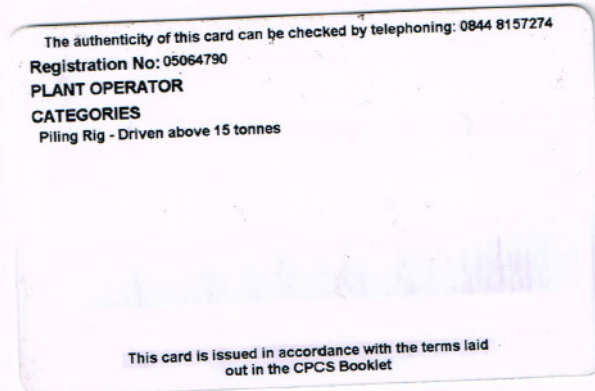 The authenticity of this card can be checked by telephoning: 0844 8157274
Registration No: 05064790
PLANT OPERATOR
CATEGORIES
Piling Rig - Driven above 15 tonnes
This card is issued in accordance with the terms laid
out in the CPCS Booklet